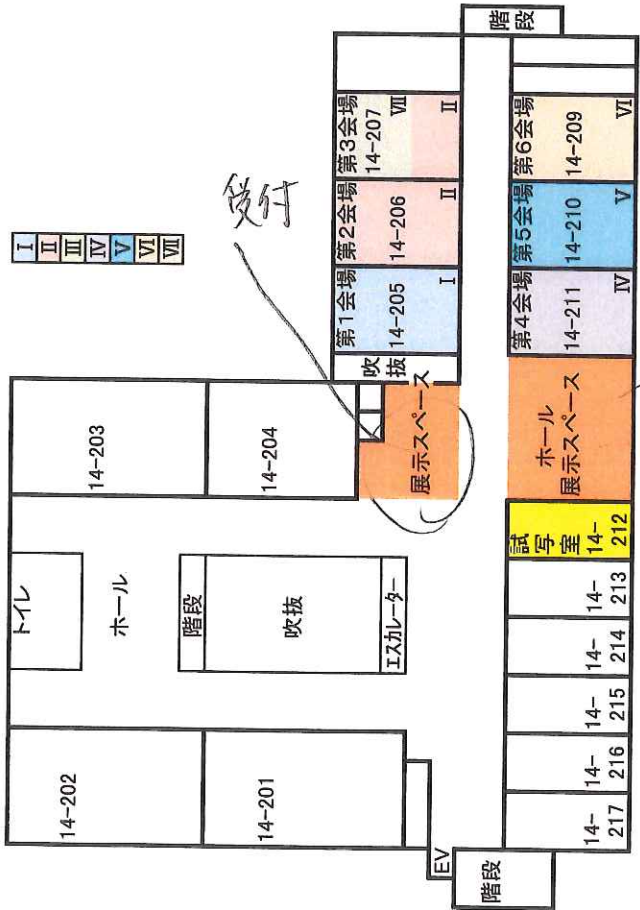 階段
第3会場
Ⅶ
14-207
Ⅱ
第2会場
14-206
Ⅱ
第1会場
14-205
Ⅰ
第6会場
14-209
Ⅵ
第5会場
14-210
Ⅴ
第4会場
14-211
Ⅳ
受付
Ⅰ
Ⅱ
Ⅲ
Ⅳ
Ⅴ
Ⅵ
Ⅶ
吹抜
展示スペース
ホール
展示スペース
14-203
14-204
試写室
14-
212
トイレ
ホール
階段
吹抜
エスカレーター
14-
213
14-
214
14-
215
14-
216
14-
217
14-202
14-201
EV
階段